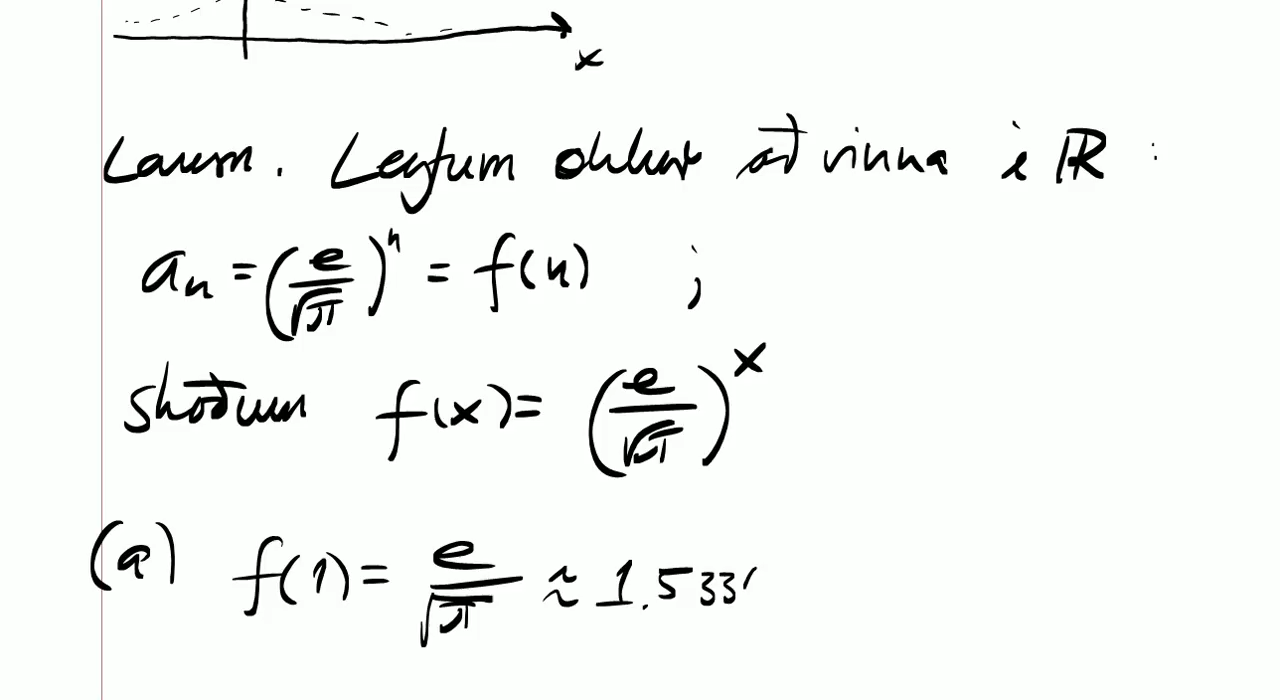 x
Lausn. Leyfum okkur að vinna í ℝ :
aₙ = (e/√π)ⁿ = f(n) ;
Skoðum f(x) = (e/√π)ˣ
(a) f(1) = e/√π ≈ 1.533